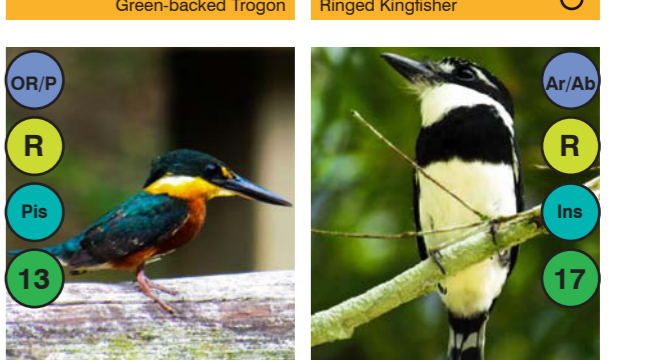 Green-backed Trogon
Ringed Kingfisher
OR/P
R
Pis
13
Ar/Ab
R
Ins
17